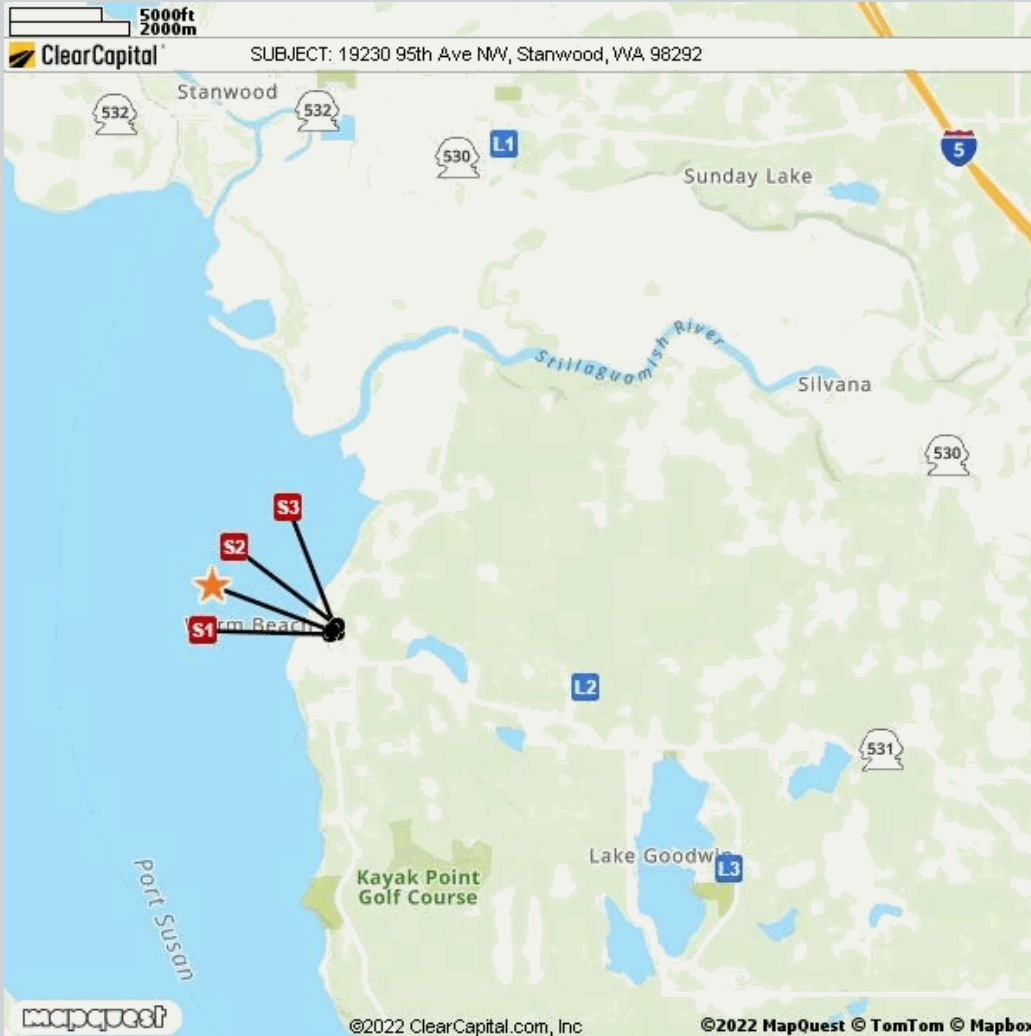 5000ft
2000m
ClearCapital
SUBJECT: 19230 95th Ave NW, Stanwood, WA 98292
Stanwood
532
532
530
L1
5
Sunday Lake
Stillaguamish River
Silvana
530
S3
S2
S1
Warm Beach
L2
531
Lake Goodwin
L3
Kayak Point
Golf Course
Port Susan
mapquest
©2022 ClearCapital.com, Inc
©2022 MapQuest © TomTom © Mapbox